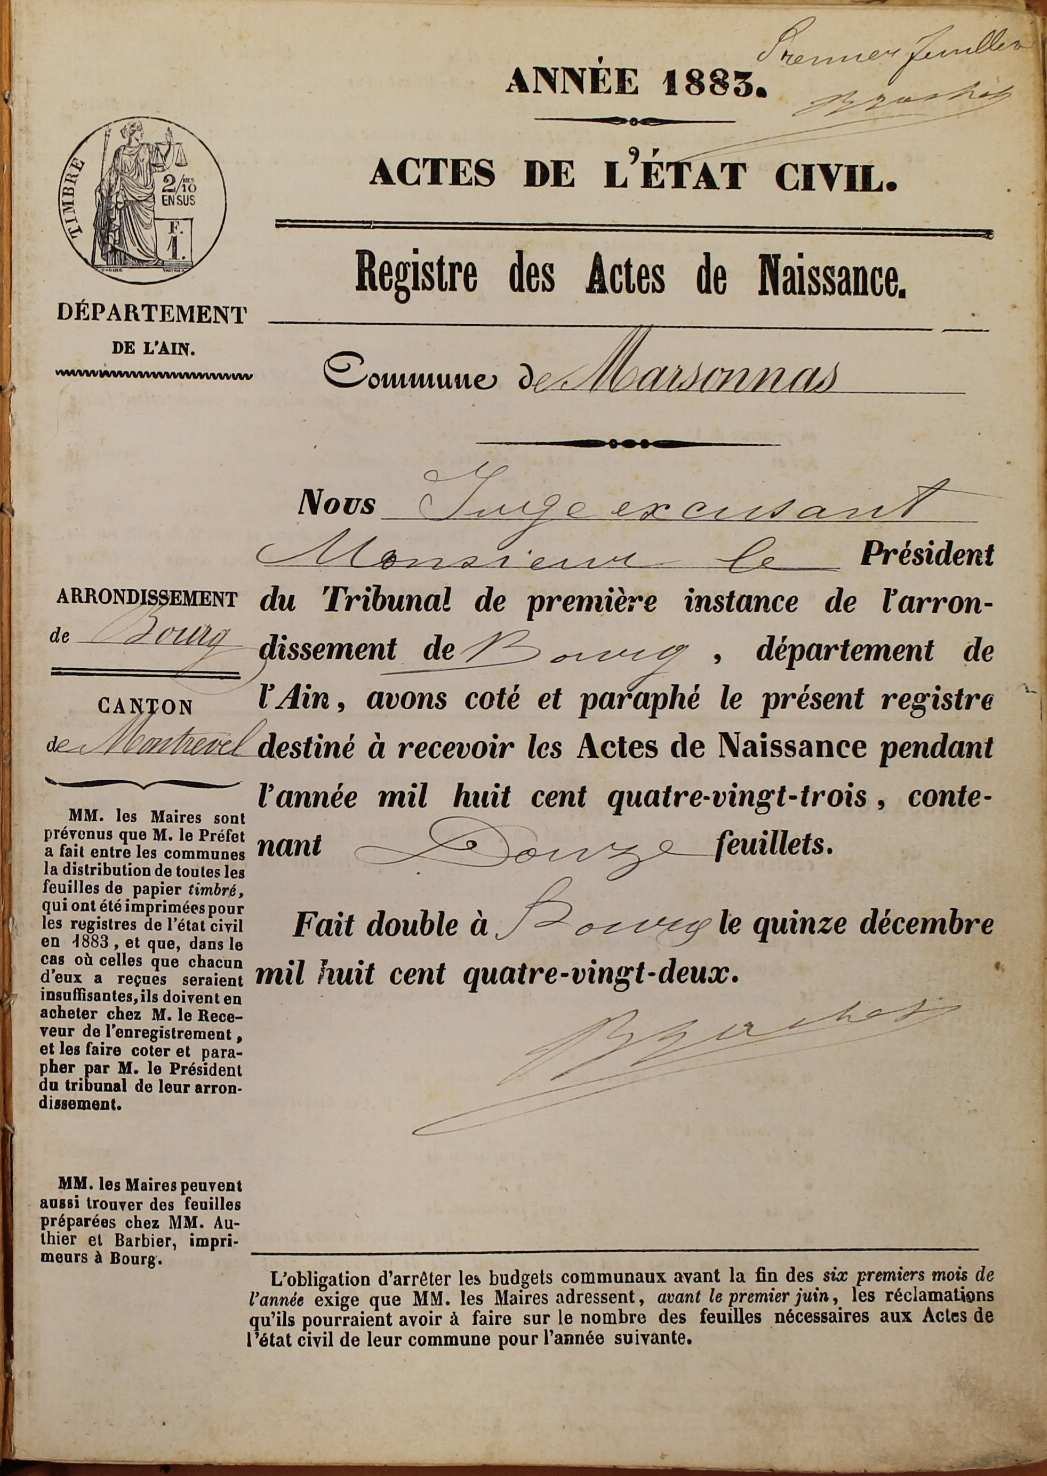 Premier feuillet
ANNÉE 1883.
ACTES DE L'ÉTAT CIVIL.
TIMBRE
2/10 EN SUS
F. 1.
Registre des Actes de Naissance.
DÉPARTEMENT
DE L'AIN.
Commune de Marsonnas
Nous Juge excusant
Monsieur le Président
du Tribunal de première instance de l'arron-
dissement de Bourg, département de
l'Ain, avons coté et paraphé le présent registre
destiné à recevoir les Actes de Naissance pendant
l'année mil huit cent quatre-vingt-trois, conte-
nant Douze feuillets.
Fait double à Bourg le quinze décembre
mil huit cent quatre-vingt-deux.
ARRONDISSEMENT
de Bourg
CANTON
de Montrevel
MM. les Maires sont
prévenus que M. le Préfet
a fait entre les communes
la distribution de toutes les
feuilles de papier timbré,
qui ont été imprimées pour
les registres de l'état civil
en 1883, et que, dans le
cas où celles que chacun
d'eux a reçues seraient
insuffisantes, ils doivent en
acheter chez M. le Rece-
veur de l'enregistrement,
et les faire coter et para-
pher par M. le Président
du tribunal de leur arron-
dissement.
MM. les Maires peuvent
aussi trouver des feuilles
préparées chez MM. Au-
thier et Barbier, impri-
meurs à Bourg.
L'obligation d'arrêter les budgets communaux avant la fin des six premiers mois de
l'année exige que MM. les Maires adressent, avant le premier juin, les réclamations
qu'ils pourraient avoir à faire sur le nombre des feuilles nécessaires aux Actes de
l'état civil de leur commune pour l'année suivante.